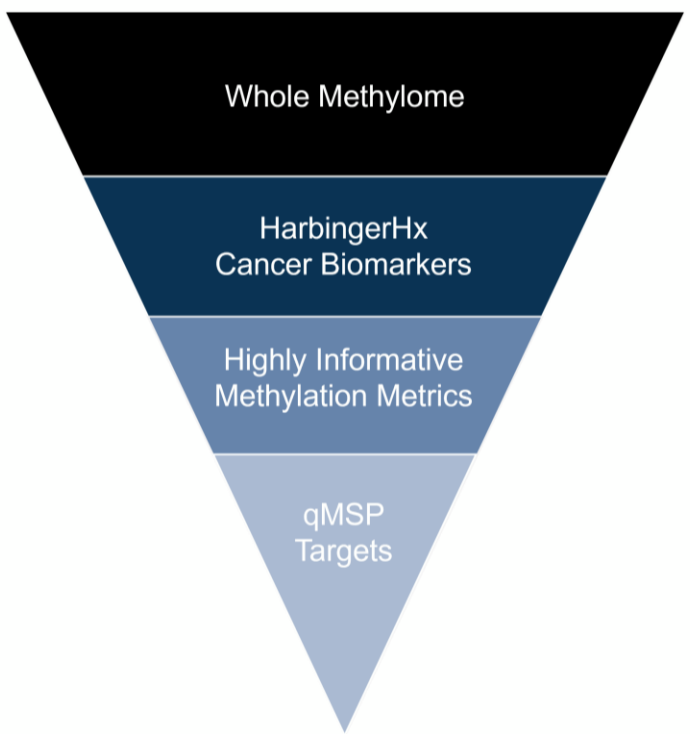 Whole Methylome
HarbingerHx
Cancer Biomarkers
Highly Informative
Methylation Metrics
qMSP
Targets